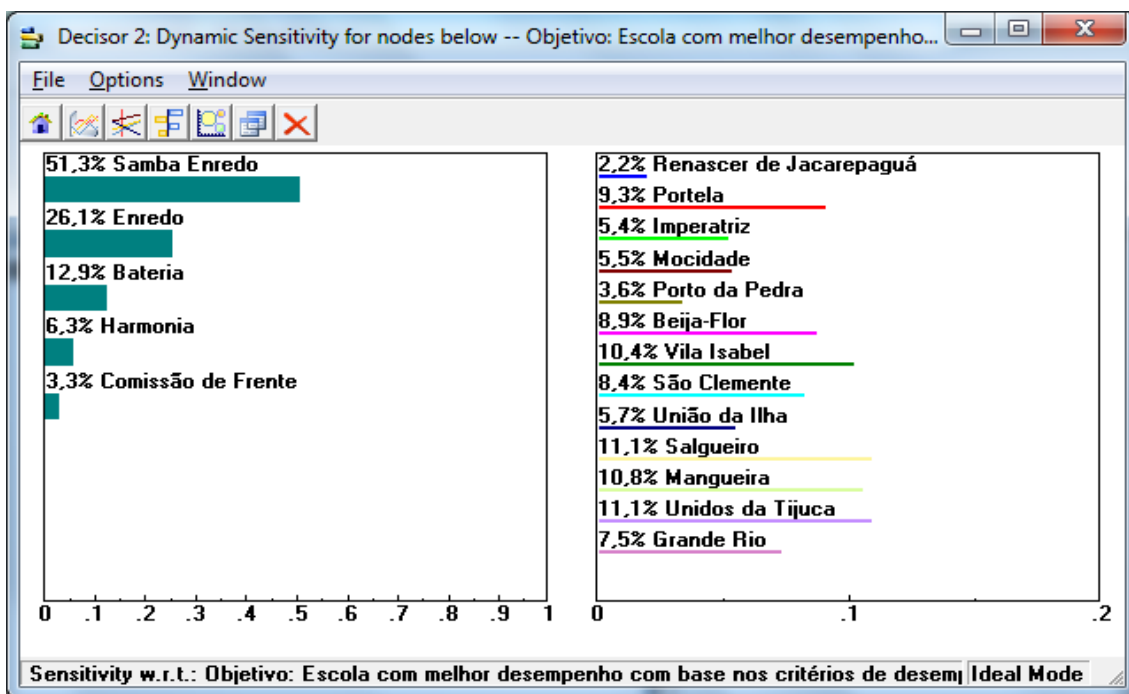 Decisor 2: Dynamic Sensitivity for nodes below -- Objetivo: Escola com melhor desempenho...
File Options Window
51,3% Samba Enredo
26,1% Enredo
12,9% Bateria
6,3% Harmonia
3,3% Comissão de Frente
0 .1 .2 .3 .4 .5 .6 .7 .8 .9 1
2,2% Renascer de Jacarepaguá
9,3% Portela
5,4% Imperatriz
5,5% Mocidade
3,6% Porto da Pedra
8,9% Beija-Flor
10,4% Vila Isabel
8,4% São Clemente
5,7% União da Ilha
11,1% Salgueiro
10,8% Mangueira
11,1% Unidos da Tijuca
7,5% Grande Rio
0 .1 .2
Sensitivity w.r.t.: Objetivo: Escola com melhor desempenho com base nos critérios de desem
Ideal Mode